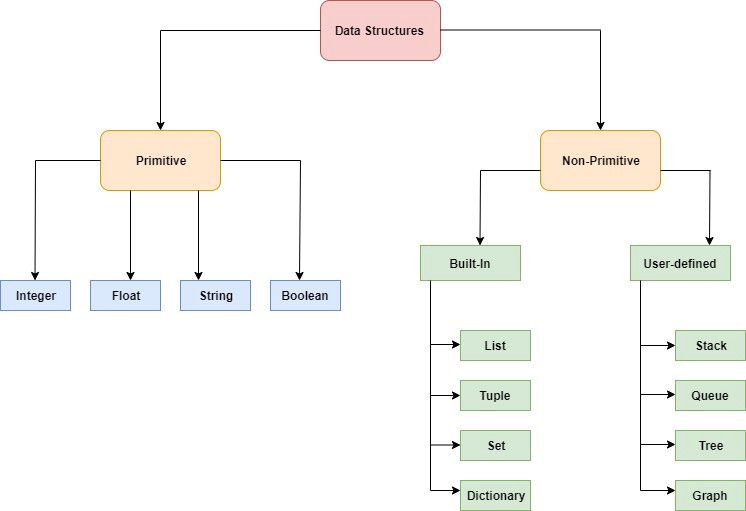 Data Structures
Primitive
Non-Primitive
Built-In
User-defined
Integer
Float
String
Boolean
List
Stack
Tuple
Queue
Set
Tree
Dictionary
Graph